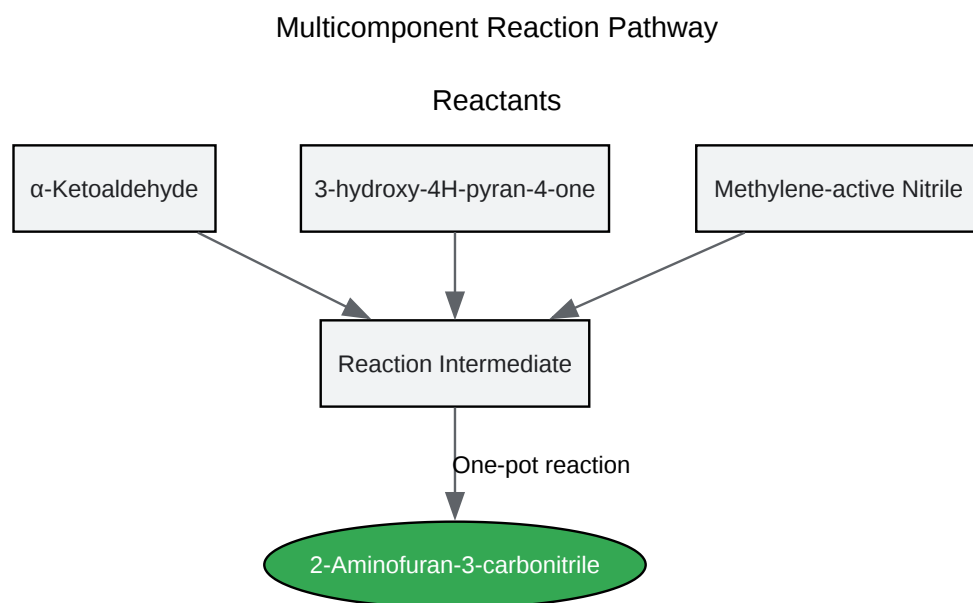 Multicomponent Reaction Pathway
Reactants
α-Ketoaldehyde
3-hydroxy-4H-pyran-4-one
Methylene-active Nitrile
Reaction Intermediate
One-pot reaction
2-Aminofuran-3-carbonitrile